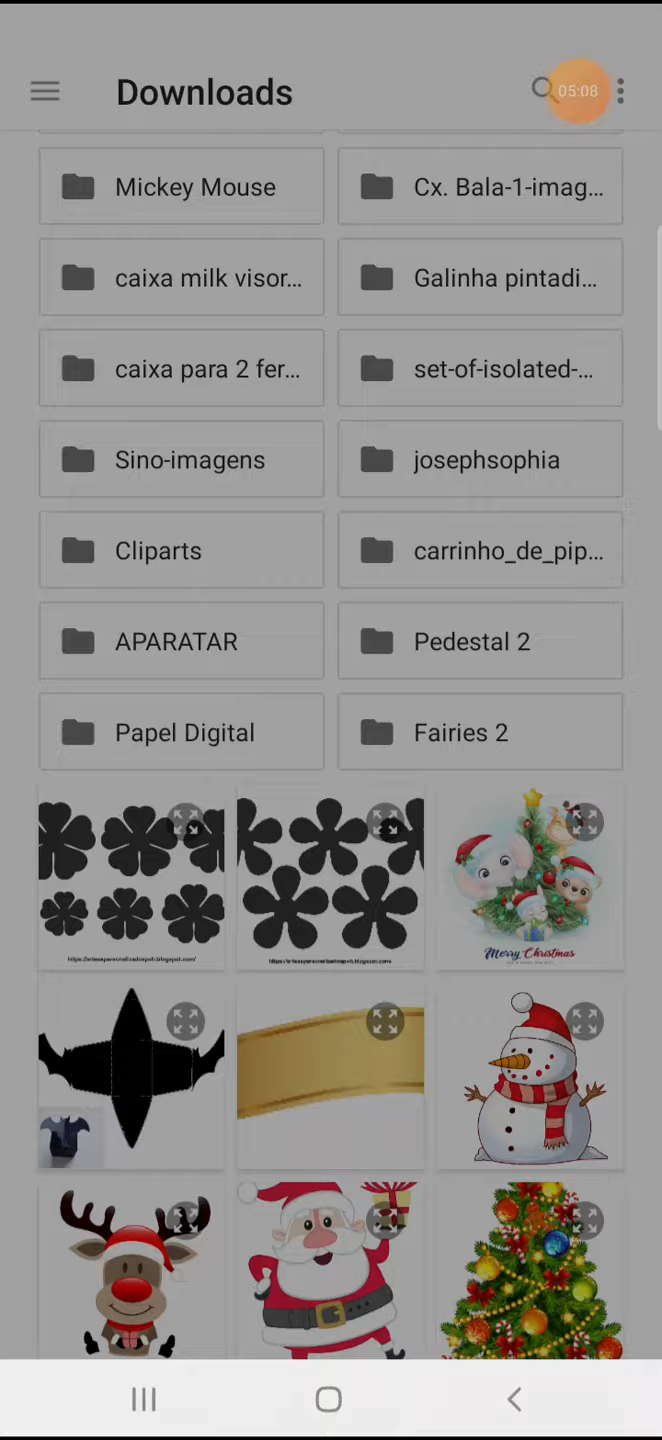 Downloads
05:08
Mickey Mouse
Cx. Bala-1-imag...
caixa milk visor...
Galinha pintadi...
caixa para 2 fer...
set-of-isolated-...
Sino-imagens
josephsophia
Cliparts
carrinho_de_pip...
APARATAR
Pedestal 2
Papel Digital
Fairies 2
Merry Christmas